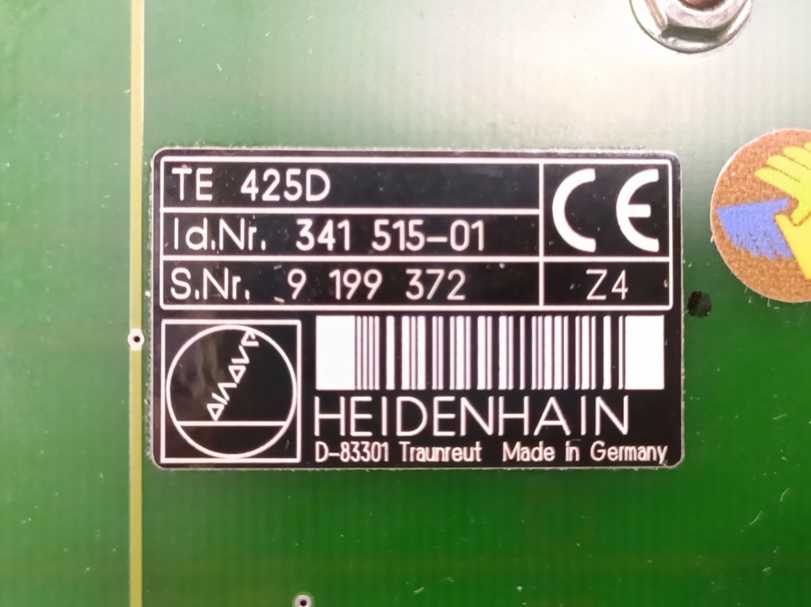 TE 425D
CE
Id.Nr. 341 515-01
S.Nr. 9 199 372
Z4
DIADUR
HEIDENHAIN
D-83301 Traunreut Made in Germany